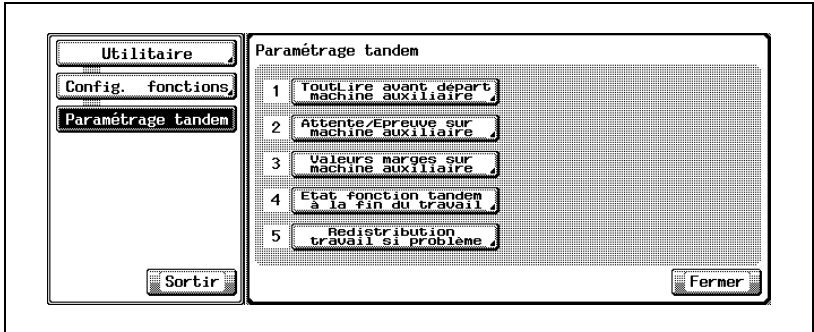 Utilitaire
Config. fonctions
Paramétrage tandem
Sortir
Paramétrage tandem
1 ToutLire avant départ
machine auxiliaire
2 Attente/Epreuve sur
machine auxiliaire
3 Valeurs marges sur
machine auxiliaire
4 Etat fonction tandem
à la fin du travail
5 Redistribution
travail si problème
Fermer